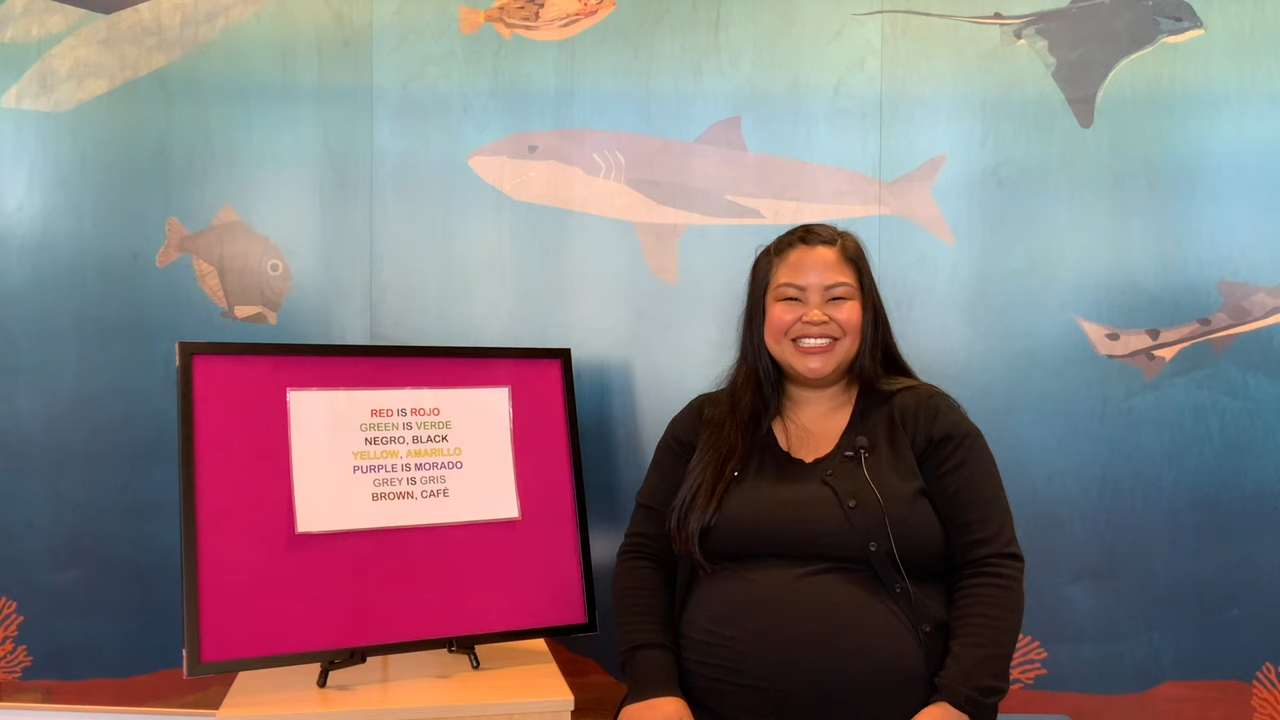 RED IS ROJO
GREEN IS VERDE
NEGRO, BLACK
YELLOW, AMARILLO
PURPLE IS MORADO
GREY IS GRIS
BROWN, CAFÉ